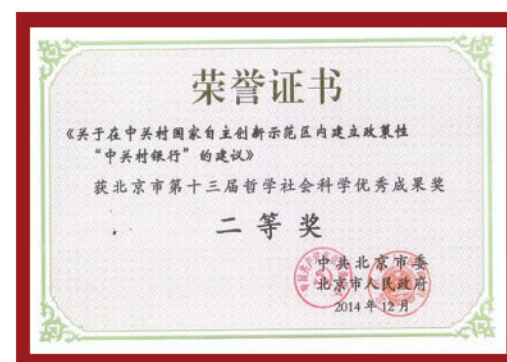 荣誉证书
《关于在中关村国家自主创新示范区内建立政策性
“中关村银行”的建议》
获北京市第十三届哲学社会科学优秀成果奖
二等奖
中共北京市委
北京市人民政府
2014年12月